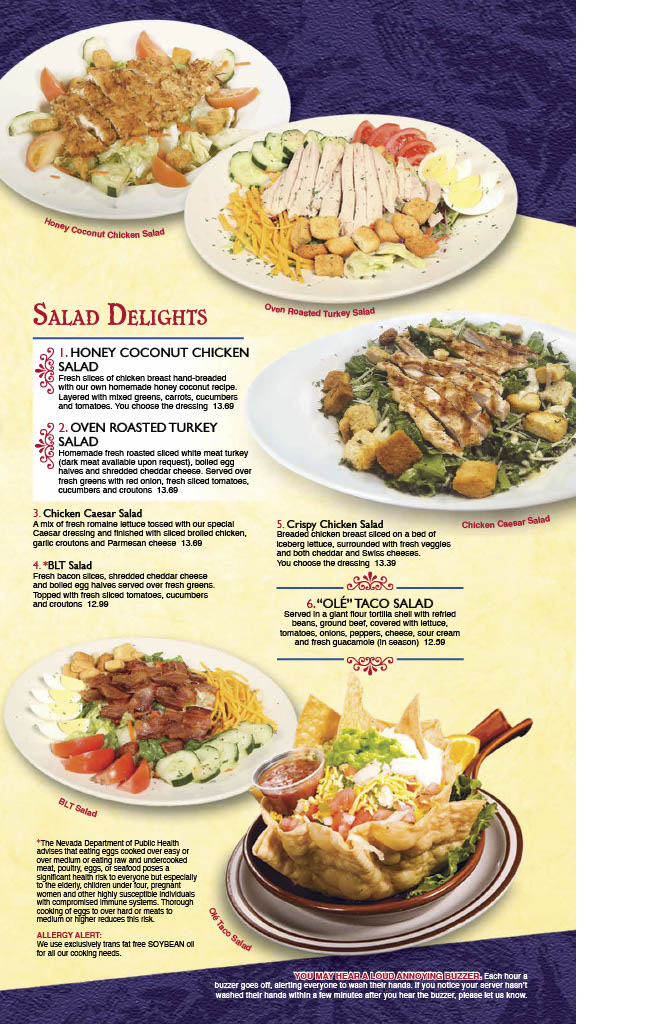 Honey Coconut Chicken Salad
Oven Roasted Turkey Salad
SALAD DELIGHTS
1. HONEY COCONUT CHICKEN
SALAD
Fresh slices of chicken breast hand-breaded
with our own homemade honey coconut recipe.
Layered with mixed greens, carrots, cucumbers
and tomatoes. You choose the dressing 13.69
2. OVEN ROASTED TURKEY
SALAD
Homemade fresh roasted sliced white meat turkey
(dark meat available upon request), boiled egg
halves and shredded cheddar cheese. Served over
fresh greens with red onion, fresh sliced tomatoes,
cucumbers and croutons 13.69
3. Chicken Caesar Salad
A mix of fresh romaine lettuce tossed with our special
Caesar dressing and finished with sliced broiled chicken,
garlic croutons and Parmesan cheese 13.69
4. *BLT Salad
Fresh bacon slices, shredded cheddar cheese
and boiled egg halves served over fresh greens.
Topped with fresh sliced tomatoes, cucumbers
and croutons 12.99
Chicken Caesar Salad
5. Crispy Chicken Salad
Breaded chicken breast sliced on a bed of
iceberg lettuce, surrounded with fresh veggies
and both cheddar and Swiss cheeses.
You choose the dressing 13.39
6. “OLÉ” TACO SALAD
Served in a giant flour tortilla shell with refried
beans, ground beef, covered with lettuce,
tomatoes, onions, peppers, cheese, sour cream
and fresh guacamole (in season) 12.59
BLT Salad
*The Nevada Department of Public Health
advises that eating eggs cooked over easy or
over medium or eating raw and undercooked
meat, poultry, eggs, or seafood poses a
significant health risk to everyone but especially
to the elderly, children under four, pregnant
women and other highly susceptible individuals
with compromised immune systems. Thorough
cooking of eggs to over hard or meats to
medium or higher reduces this risk.
ALLERGY ALERT:
We use exclusively trans fat free SOYBEAN oil
for all our cooking needs.
Olé Taco Salad
YOU MAY HEAR A LOUD ANNOYING BUZZER. Each hour a
buzzer goes off, alerting everyone to wash their hands. If you notice your server hasn’t
washed their hands within a few minutes after you hear the buzzer, please let us know.